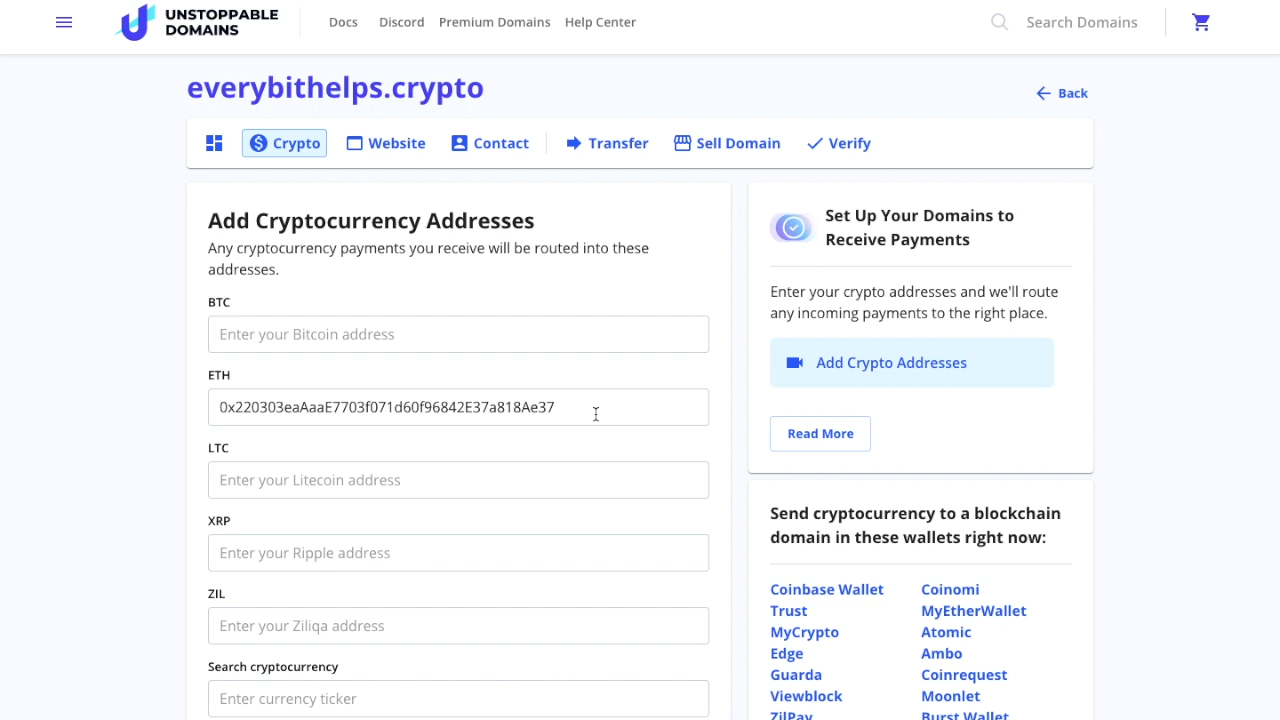 UNSTOPPABLE
DOMAINS
Docs
Discord
Premium Domains
Help Center
Search Domains
everybithelps.crypto
Back
Crypto
Website
Contact
Transfer
Sell Domain
Verify
Add Cryptocurrency Addresses
Any cryptocurrency payments you receive will be routed into these
addresses.
BTC
Enter your Bitcoin address
ETH
0x220303eaAaaE7703f071d60f96842E37a818Ae37
LTC
Enter your Litecoin address
XRP
Enter your Ripple address
ZIL
Enter your Ziliqa address
Search cryptocurrency
Enter currency ticker
Set Up Your Domains to
Receive Payments
Enter your crypto addresses and we'll route
any incoming payments to the right place.
Add Crypto Addresses
Read More
Send cryptocurrency to a blockchain
domain in these wallets right now:
Coinbase Wallet
Coinomi
Trust
MyEtherWallet
MyCrypto
Atomic
Edge
Ambo
Guarda
Coinrequest
Viewblock
Moonlet
ZilPay
Burst Wallet